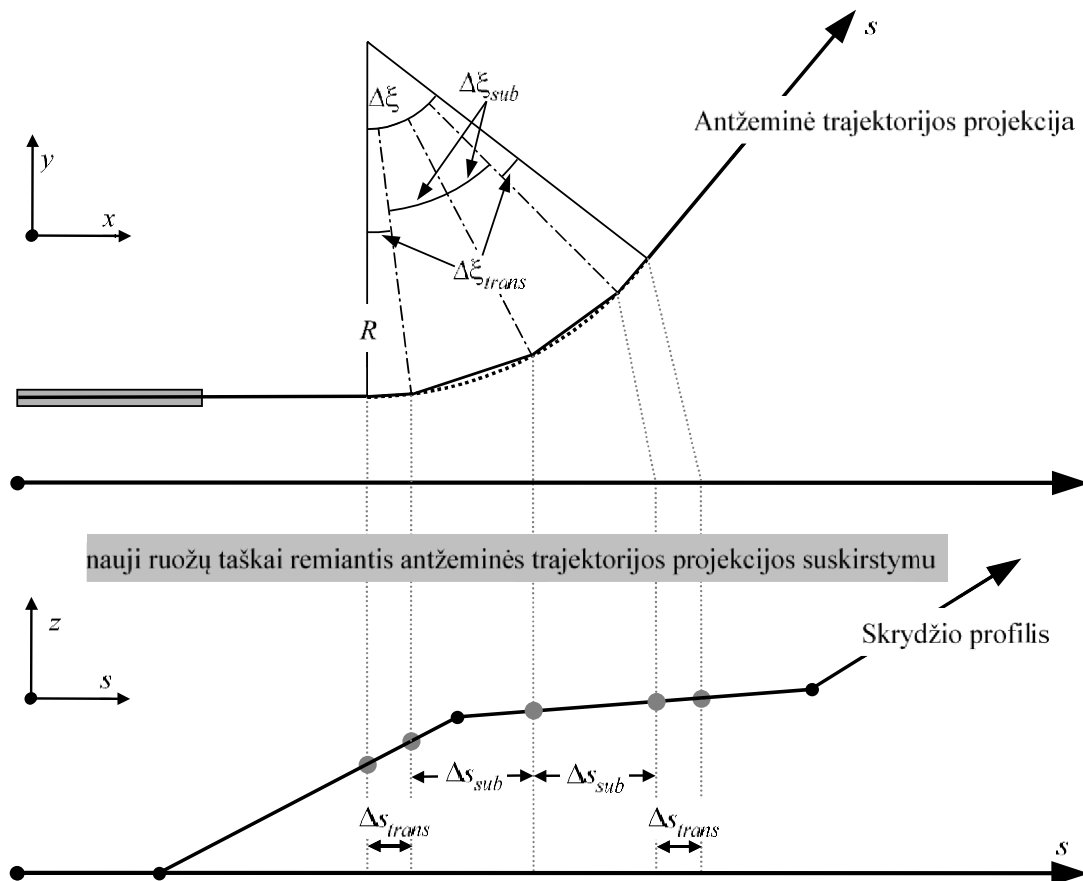 s
Δξ
Δξsub
Antžeminė trajektorijos projekcija
y
x
Δξtrans
R
nauji ruožų taškai remiantis antžeminės trajektorijos projekcijos suskirstymu
z
Skrydžio profilis
s
Δssub
Δssub
Δstrans
Δstrans
s